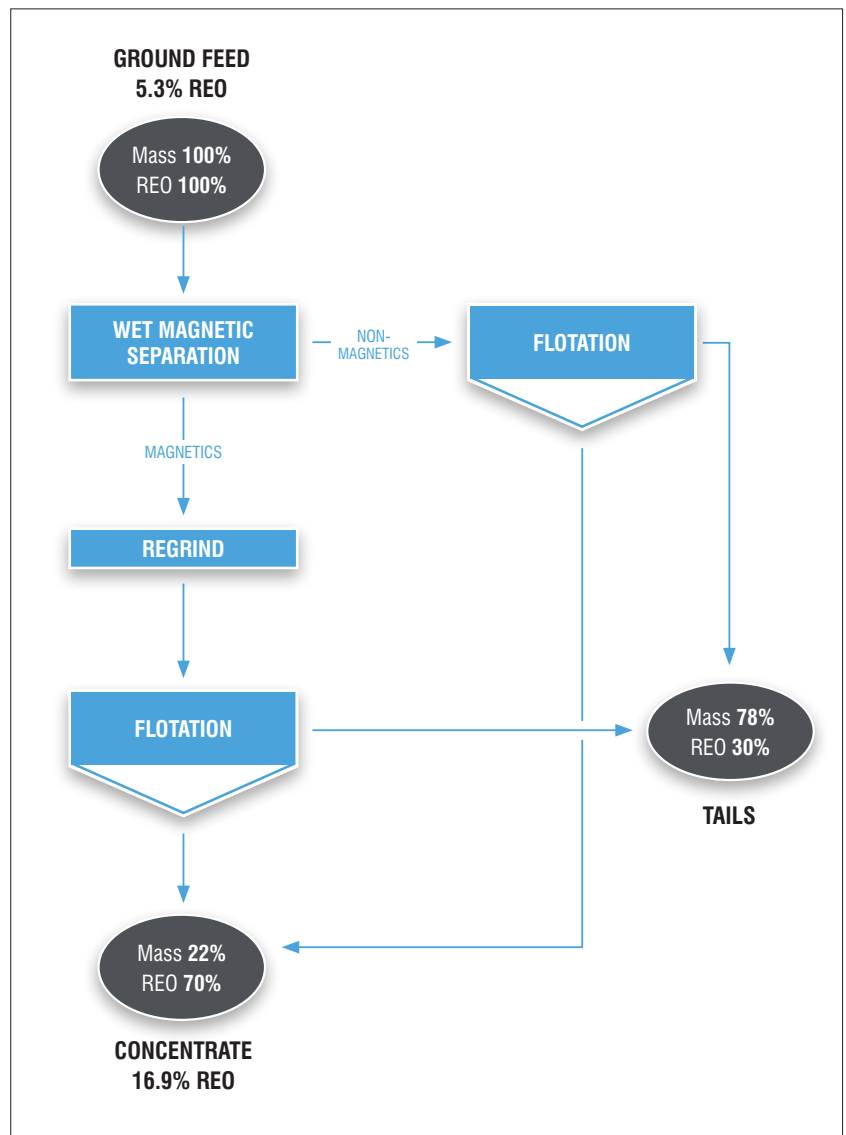 GROUND FEED
5.3% REO
Mass 100%
REO 100%
WET MAGNETIC
SEPARATION
NON-
MAGNETICS
FLOTATION
MAGNETICS
REGRIND
FLOTATION
Mass 78%
REO 30%
TAILS
Mass 22%
REO 70%
CONCENTRATE
16.9% REO